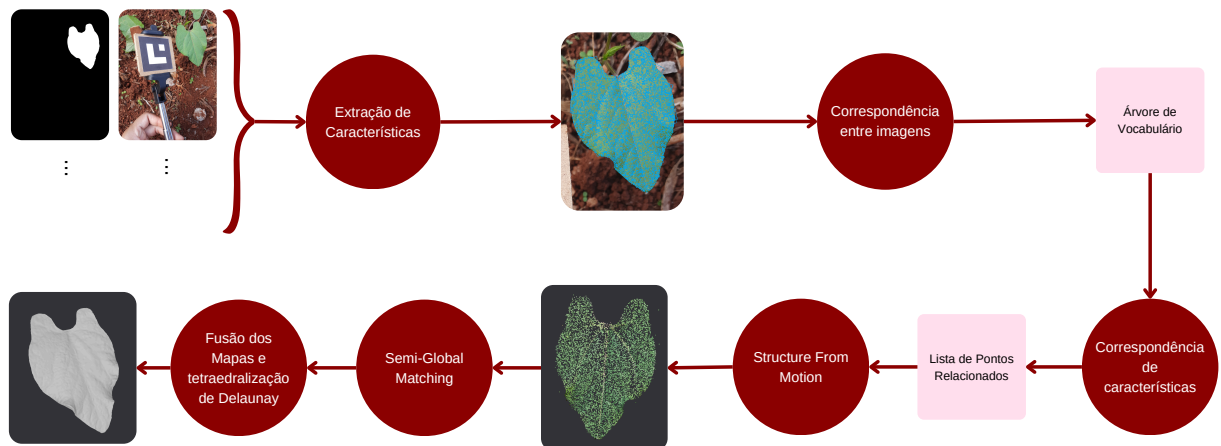 Extração de
Características
Correspondência
entre imagens
Árvore de
Vocabulário
Correspondência
de
características
Lista de Pontos
Relacionados
Structure From
Motion
Semi-Global
Matching
Fusão dos
Mapas e
tetraedralização
de Delaunay